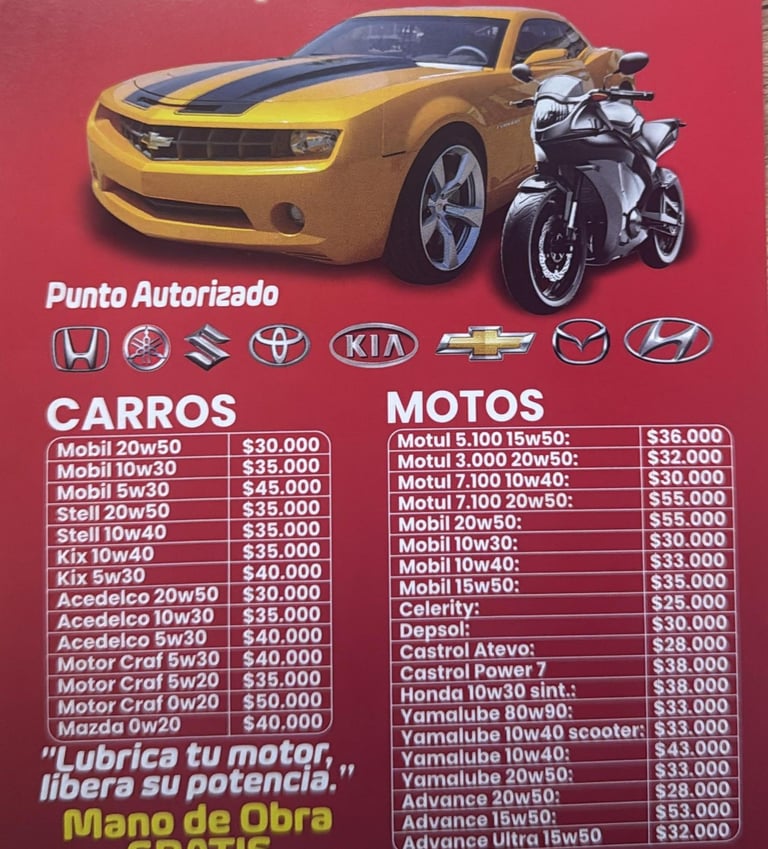 Punto Autorizado
KIA
CARROS
Mobil 20w50 $30.000
Mobil 10w30 $35.000
Mobil 5w30 $45.000
Stell 20w50 $35.000
Stell 10w40 $35.000
Kix 10w40 $35.000
Kix 5w30 $40.000
Acedelco 20w50 $30.000
Acedelco 10w30 $35.000
Acedelco 5w30 $40.000
Motor Craf 5w30 $40.000
Motor Craf 5w20 $35.000
Motor Craf 0w20 $50.000
Mazda 0w20 $40.000
"Lubrica tu motor,
libera su potencia."
Mano de Obra
GRATIS
MOTOS
Motul 5.100 15w50: $36.000
Motul 3.000 20w50: $32.000
Motul 7.100 10w40: $30.000
Motul 7.100 20w50: $55.000
Mobil 20w50: $55.000
Mobil 10w30: $30.000
Mobil 10w40: $33.000
Mobil 15w50: $35.000
Celerity: $25.000
Depsol: $30.000
Castrol Atevo: $28.000
Castrol Power 7 $38.000
Honda 10w30 sint.: $38.000
Yamalube 80w90: $33.000
Yamalube 10w40 scooter: $33.000
Yamalube 10w40: $43.000
Yamalube 20w50: $33.000
Advance 20w50: $28.000
Advance 15w50: $53.000
Advance Ultra 15w50 $32.000